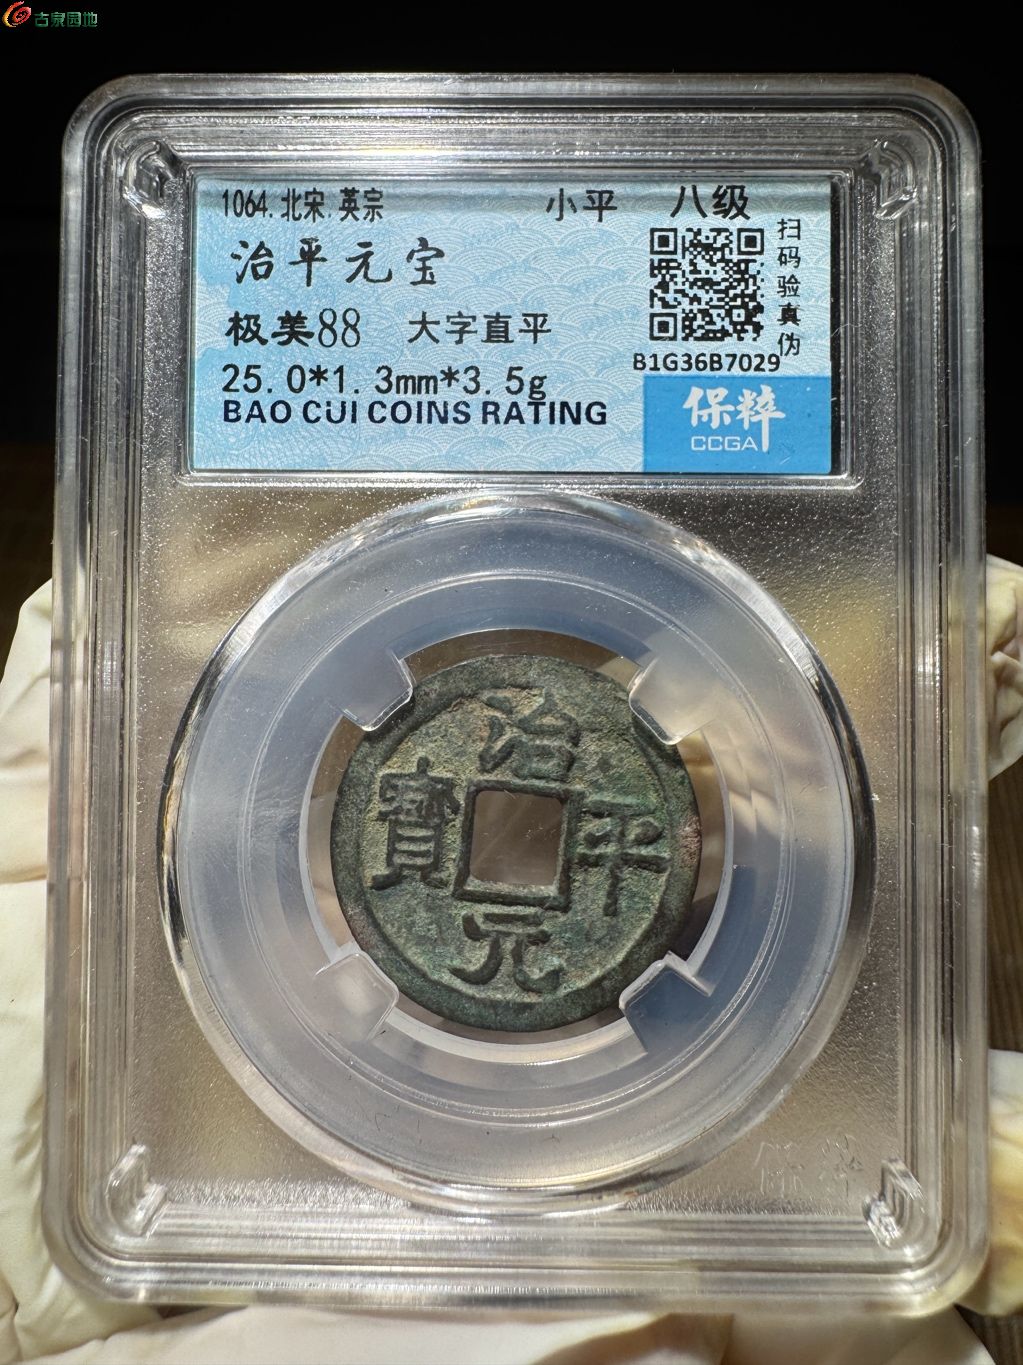 古泉园地
1064.北宋.英宗 小平 八级
治平元宝
极美88 大字直平
25.0*1.3mm*3.5g
BAO CUI COINS RATING
扫码验真伪
B1G36B7029
保粹
CCGA
治平元寶
保粹